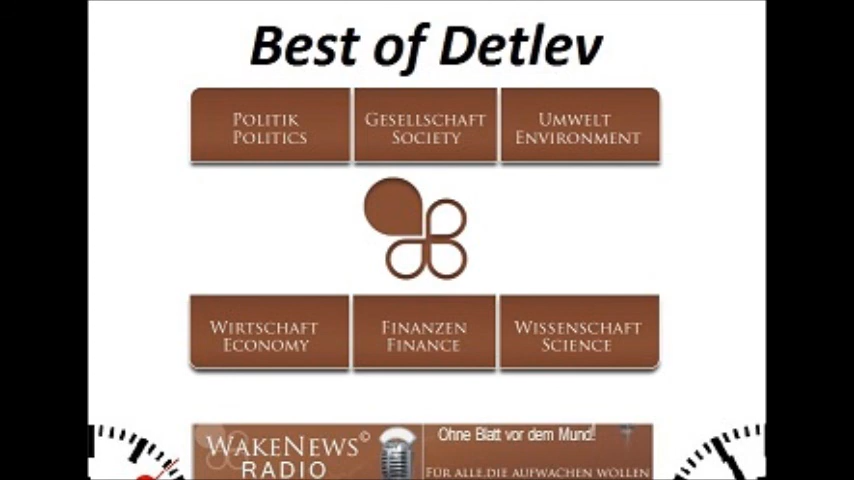 Best of Detlev
POLITIK
POLITICS
GESELLSCHAFT
SOCIETY
UMWELT
ENVIRONMENT
WIRTSCHAFT
ECONOMY
FINANZEN
FINANCE
WISSENSCHAFT
SCIENCE
WAKENEWS©
RADIO
Ohne Blatt vor dem Mund!
FÜR ALLE,DIE AUFWACHEN WOLLEN